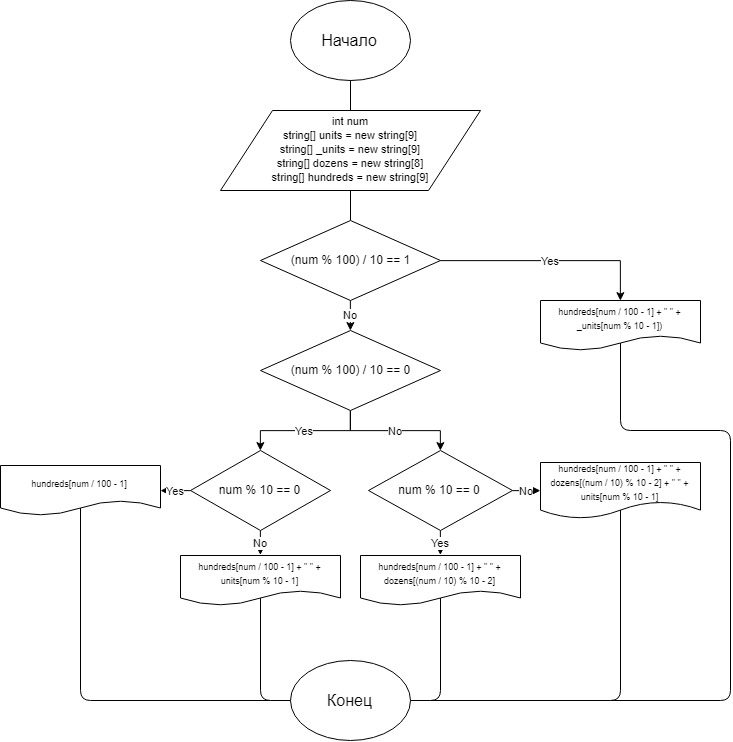 Начало
int num
string[] units = new string[9]
string[] _units = new string[9]
string[] dozens = new string[8]
string[] hundreds = new string[9]
(num % 100) / 10 == 1
Yes
hundreds[num / 100 - 1] + " " +
_units[num % 10 - 1])
No
(num % 100) / 10 == 0
Yes
No
hundreds[num / 100 - 1]
Yes
num % 10 == 0
num % 10 == 0
No
hundreds[num / 100 - 1] + " " +
dozens[(num / 10) % 10 - 2] + " " +
units[num % 10 - 1]
No
Yes
hundreds[num / 100 - 1] + " " +
units[num % 10 - 1]
hundreds[num / 100 - 1] + " " +
dozens[(num / 10) % 10 - 2]
Конец